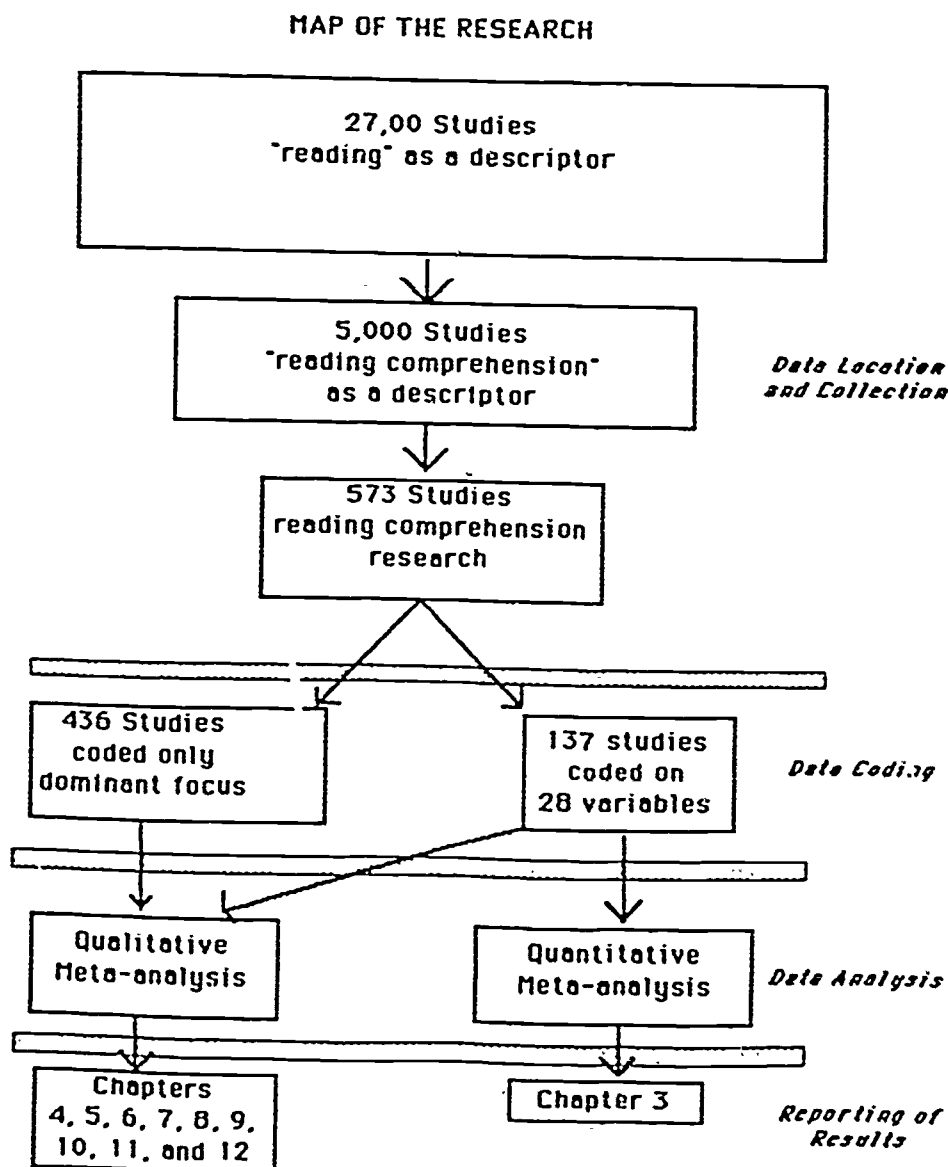 MAP OF THE RESEARCH
27,00 Studies
"reading" as a descriptor
5,000 Studies
"reading comprehension"
as a descriptor
Data Location
and Collection
573 Studies
reading comprehension
research
436 Studies
coded only
dominant focus
137 studies
coded on
28 variables
Data Coding
Qualitative
Meta-analysis
Quantitative
Meta-analysis
Data Analysis
Chapters
4, 5, 6, 7, 8, 9,
10, 11, and 12
Chapter 3
Reporting of
Results